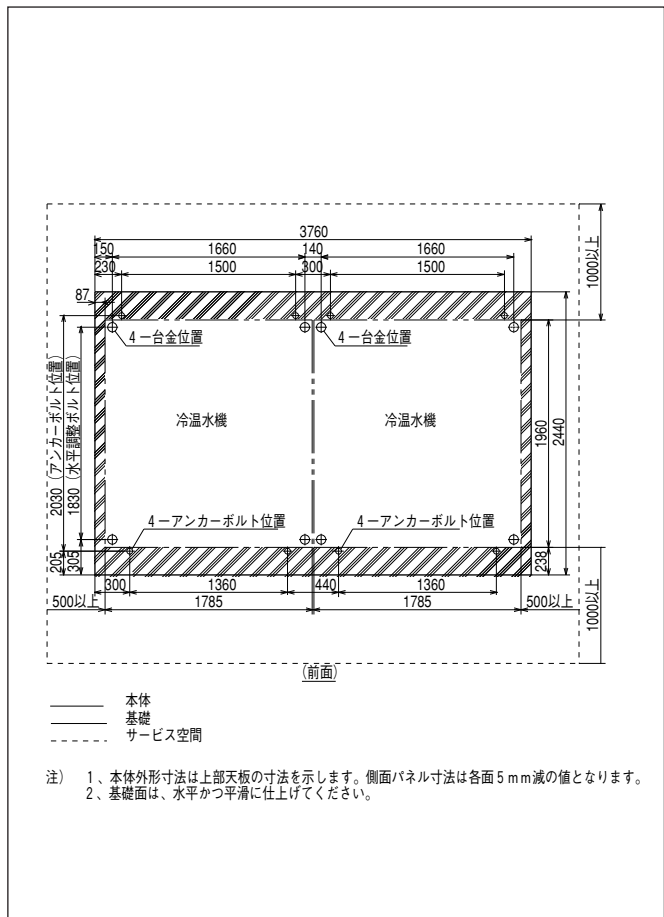 3760
150 1660 140 1660
230 1500 300 1500
87
1000以上
4ー台金位置 4ー台金位置
2030(アンカーボルト位置)
1830(水平調整ボルト位置)
冷温水機 冷温水機
1960
2440
4ーアンカーボルト位置 4ーアンカーボルト位置
205
305
238
300 1360 440 1360
500以上 1785 1785 500以上
1000以上
(前面)
本体
基礎
サービス空間
注) 1、本体外形寸法は上部天板の寸法を示します。側面パネル寸法は各面5mm減の値となります。
2、基礎面は、水平かつ平滑に仕上げてください。